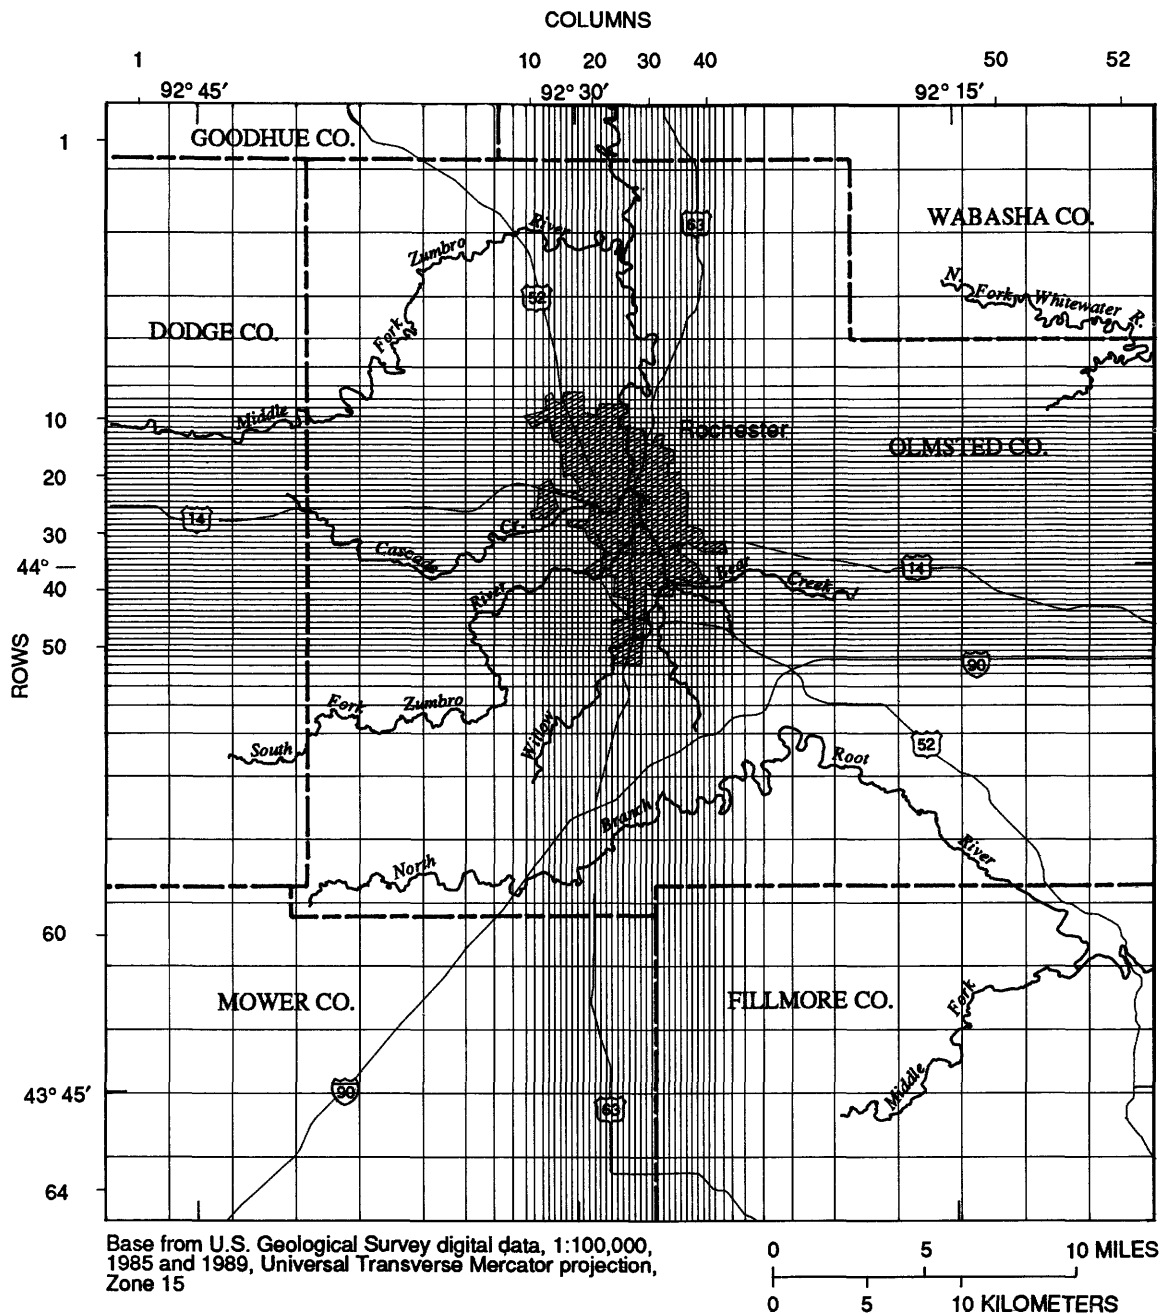 COLUMNS
1 10 20 30 40 50 52
92° 45′ 92° 30′ 92° 15′
GOODHUE CO.
1
WABASHA CO.
63
River
Zumbro
N. Fork Whitewater R.
52
DODGE CO.
Fork
Middle
10
Rochester
OLMSTED CO.
20
14
Cr.
30
Cascade
44°
14
Bear Creek
40
River
ROWS
50
90
Fork Zumbro
South
Willow
52
Root
Branch
River
North
60
MOWER CO.
FILLMORE CO.
Fork
Middle
43° 45′
90
63
64
Base from U.S. Geological Survey digital data, 1:100,000,
1985 and 1989, Universal Transverse Mercator projection,
Zone 15
0 5 10 MILES
0 5 10 KILOMETERS